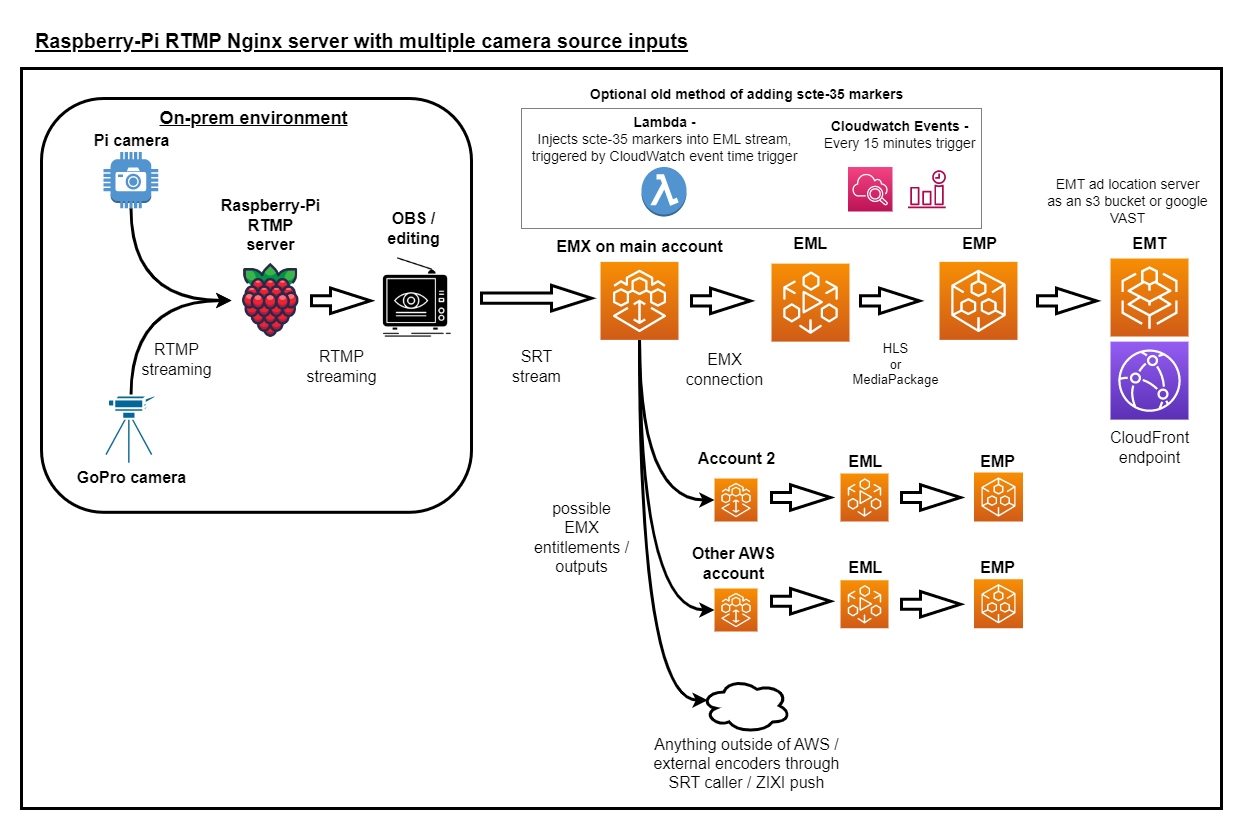 Raspberry-Pi RTMP Nginx server with multiple camera source inputs
Optional old method of adding scte-35 markers
On-prem environment
Pi camera
Raspberry-Pi
RTMP
server
OBS /
editing
RTMP
streaming
RTMP
streaming
GoPro camera
Lambda -
Injects scte-35 markers into EML stream,
triggered by CloudWatch event time trigger
Cloudwatch Events -
Every 15 minutes trigger
EMT ad location server
as an s3 bucket or google
VAST
EMX on main account
EML
EMP
EMT
SRT
stream
EMX
connection
HLS
or
MediaPackage
CloudFront
endpoint
Account 2
EML
EMP
possible
EMX
entitlements /
outputs
Other AWS
account
EML
EMP
Anything outside of AWS /
external encoders through
SRT caller / ZIXI push